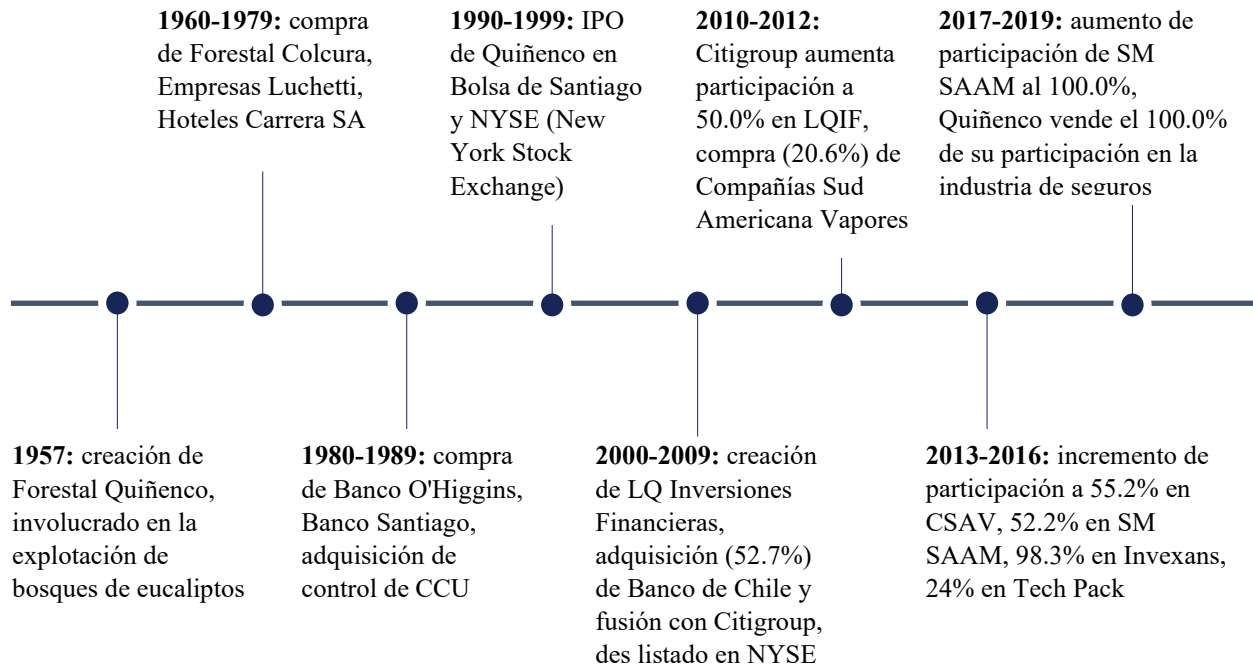 1960-1979: compra
de Forestal Colcura,
Empresas Luchetti,
Hoteles Carrera SA
1990-1999: IPO
de Quiñenco en
Bolsa de Santiago
y NYSE (New
York Stock
Exchange)
2010-2012:
Citigroup aumenta
participación a
50.0% en LQIF,
compra (20.6%) de
Compañías Sud
Americana Vapores
2017-2019: aumento de
participación de SM
SAAM al 100.0%,
Quiñenco vende el 100.0%
de su participación en la
industria de seguros
1957: creación de
Forestal Quiñenco,
involucrado en la
explotación de
bosques de eucaliptos
1980-1989: compra
de Banco O'Higgins,
Banco Santiago,
adquisición de
control de CCU
2000-2009: creación
de LQ Inversiones
Financieras,
adquisición (52.7%)
de Banco de Chile y
fusión con Citigroup,
des listado en NYSE
2013-2016: incremento de
participación a 55.2% en
CSAV, 52.2% en SM
SAAM, 98.3% en Invexans,
24% en Tech Pack